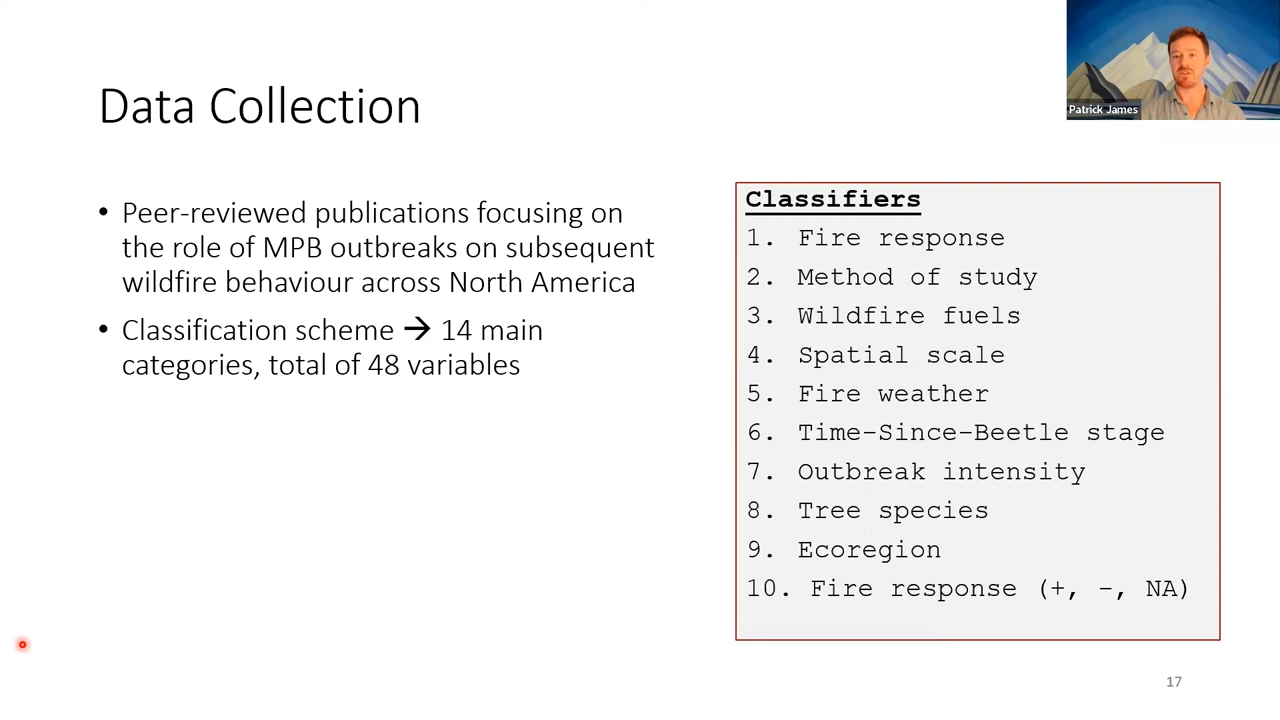 Data Collection
Patrick James
• Peer-reviewed publications focusing on
the role of MPB outbreaks on subsequent
wildfire behaviour across North America
• Classification scheme → 14 main
categories, total of 48 variables
Classifiers
1. Fire response
2. Method of study
3. Wildfire fuels
4. Spatial scale
5. Fire weather
6. Time-Since-Beetle stage
7. Outbreak intensity
8. Tree species
9. Ecoregion
10. Fire response (+, -, NA)
17